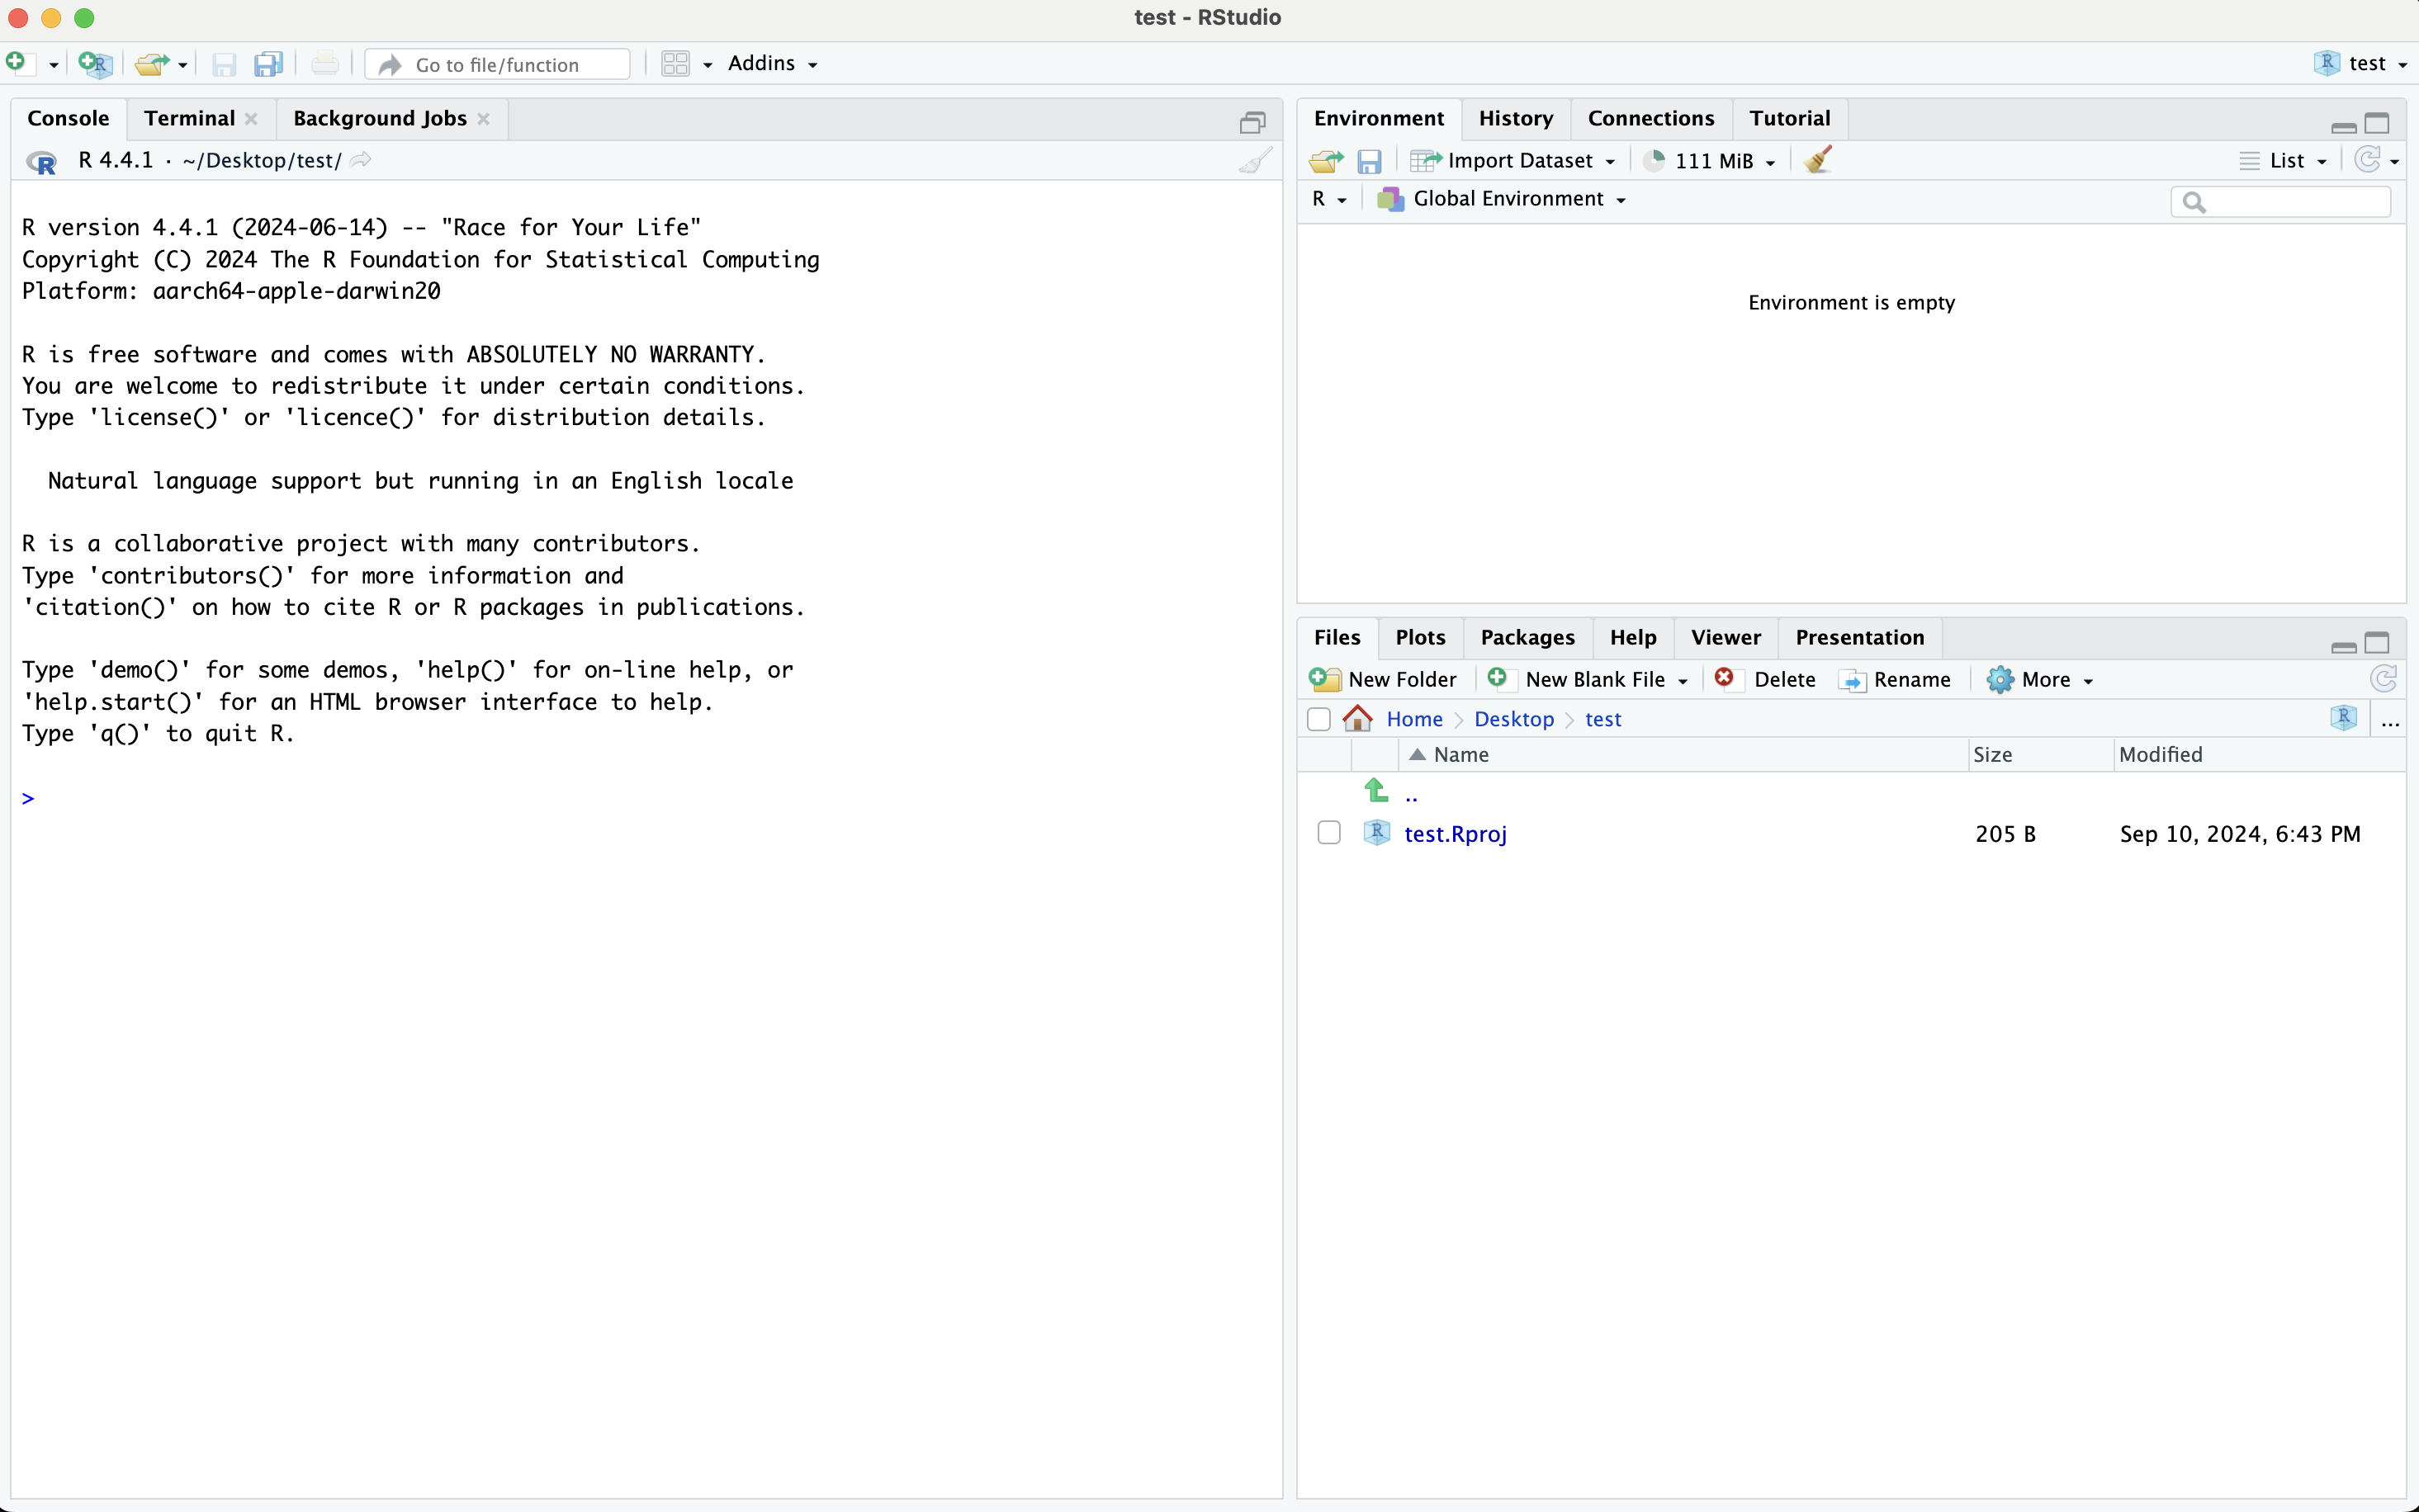 test - RStudio
Go to file/function
Addins
test
Console Terminal Background Jobs
R 4.4.1 · ~/Desktop/test/
R version 4.4.1 (2024-06-14) -- "Race for Your Life"
Copyright (C) 2024 The R Foundation for Statistical Computing
Platform: aarch64-apple-darwin20
R is free software and comes with ABSOLUTELY NO WARRANTY.
You are welcome to redistribute it under certain conditions.
Type 'license()' or 'licence()' for distribution details.
Natural language support but running in an English locale
R is a collaborative project with many contributors.
Type 'contributors()' for more information and
'citation()' on how to cite R or R packages in publications.
Type 'demo()' for some demos, 'help()' for on-line help, or
'help.start()' for an HTML browser interface to help.
Type 'q()' to quit R.
>
Environment History Connections Tutorial
Import Dataset 111 MiB List
R Global Environment
Environment is empty
Files Plots Packages Help Viewer Presentation
New Folder New Blank File Delete Rename More
Home Desktop test ...
Name Size Modified
..
test.Rproj 205 B Sep 10, 2024, 6:43 PM